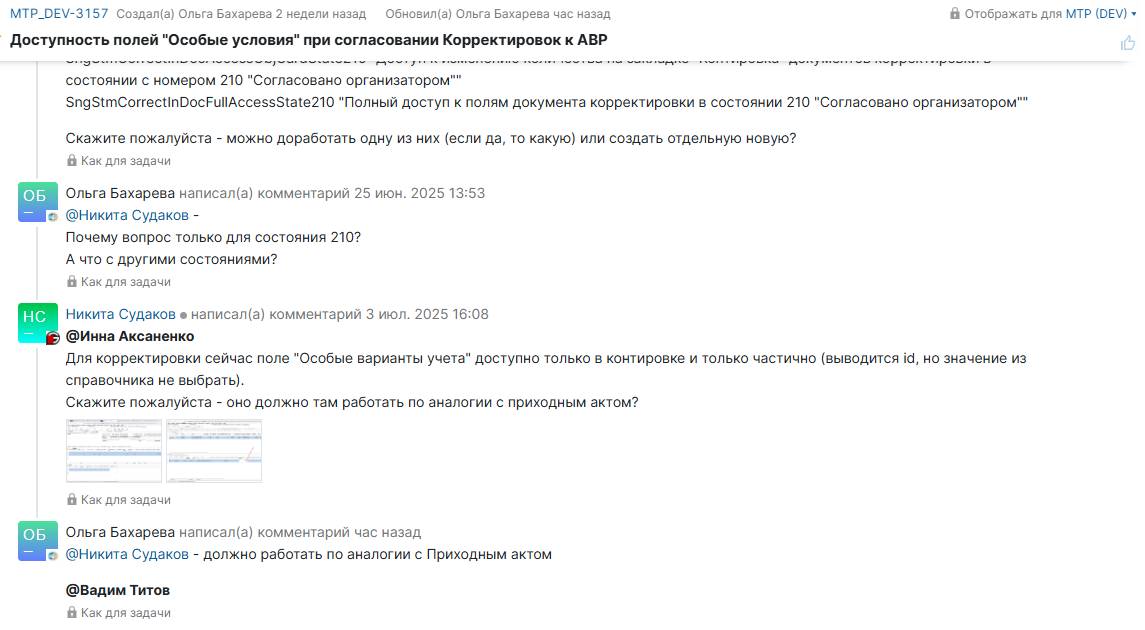 MTP_DEV-3157 Создал(а) Ольга Бахарева 2 недели назад Обновил(а) Ольга Бахарева час назад Отображать для MTP (DEV)
Доступность полей "Особые условия" при согласовании Корректировок к АВР
состоянии с номером 210 "Согласовано организатором""
SngStmCorrectInDocFullAccessState210 "Полный доступ к полям документа корректировки в состоянии 210 "Согласовано организатором""
Скажите пожалуйста - можно доработать одну из них (если да, то какую) или создать отдельную новую?
Как для задачи
ОБ
Ольга Бахарева написал(а) комментарий 25 июн. 2025 13:53
@Никита Судаков -
Почему вопрос только для состояния 210?
А что с другими состояниями?
Как для задачи
НС
Никита Судаков написал(а) комментарий 3 июл. 2025 16:08
@Инна Аксаненко
Для корректировки сейчас поле "Особые варианты учета" доступно только в контировке и только частично (выводится id, но значение из
справочника не выбрать).
Скажите пожалуйста - оно должно там работать по аналогии с приходным актом?
Как для задачи
ОБ
Ольга Бахарева написал(а) комментарий час назад
@Никита Судаков - должно работать по аналогии с Приходным актом
@Вадим Титов
Как для задачи